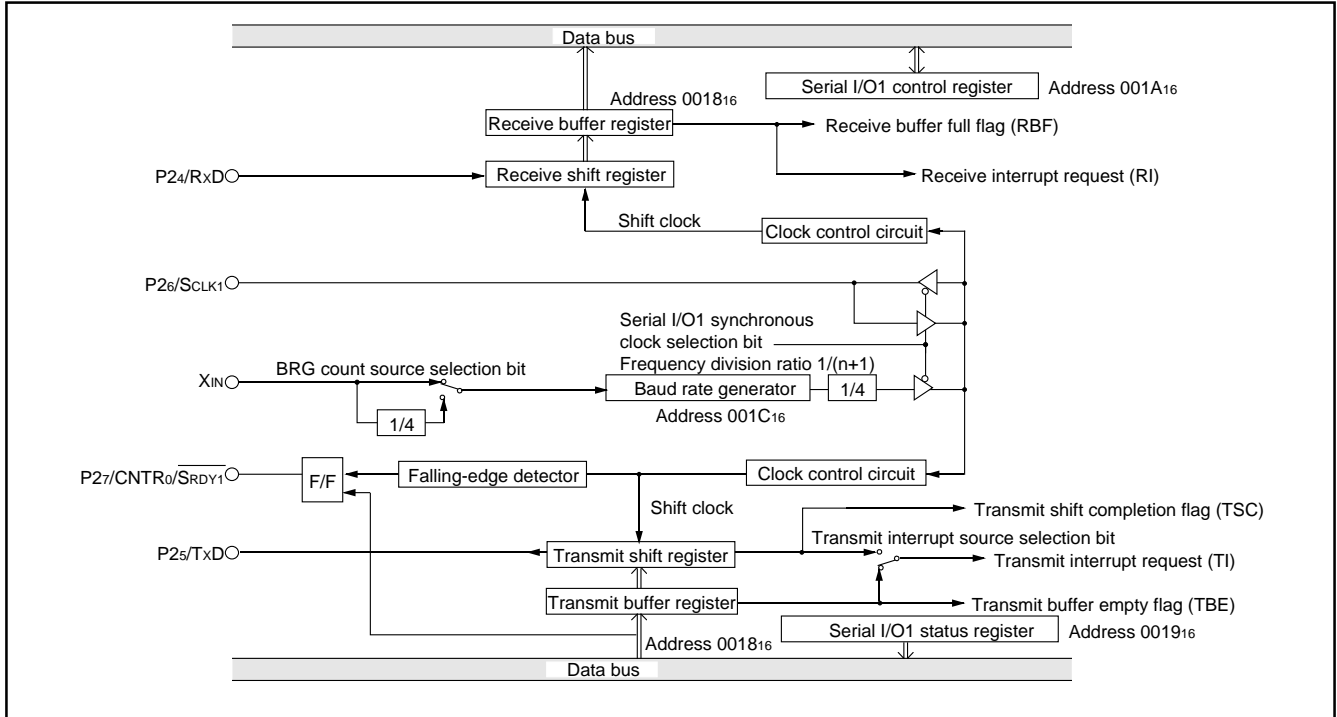 Data bus
Serial I/O1 control register Address 001A16
Address 001816
Receive buffer register Receive buffer full flag (RBF)
P24/RXD Receive shift register Receive interrupt request (RI)
Shift clock Clock control circuit
P26/SCLK1
Serial I/O1 synchronous
clock selection bit
BRG count source selection bit Frequency division ratio 1/(n+1)
XIN Baud rate generator 1/4
1/4 Address 001C16
P27/CNTR0/SRDY1 F/F Falling-edge detector Clock control circuit
Shift clock Transmit shift completion flag (TSC)
Transmit interrupt source selection bit
P25/TXD Transmit shift register Transmit interrupt request (TI)
Transmit buffer register Transmit buffer empty flag (TBE)
Address 001816 Serial I/O1 status register Address 001916
Data bus